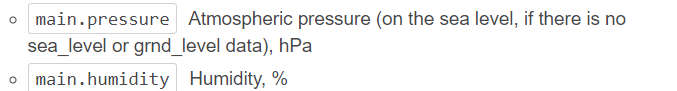 main.pressure Atmospheric pressure (on the sea level, if there is no
sea_level or grnd_level data), hPa
main.humidity Humidity, %